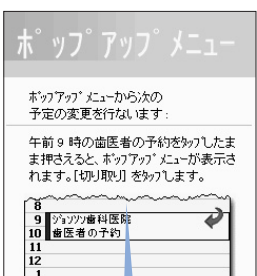 ポップアップ メニュー
ポップアップ メニューから次の
予定の変更を行ないます:
午前 9 時の歯医者の予約をタップしたま
ま押さえると、ポップアップ メニューが表示さ
れます。[切り取り] をタップします。
8
9 ジョンソン歯科医院
10 歯医者の予約
11
12
1